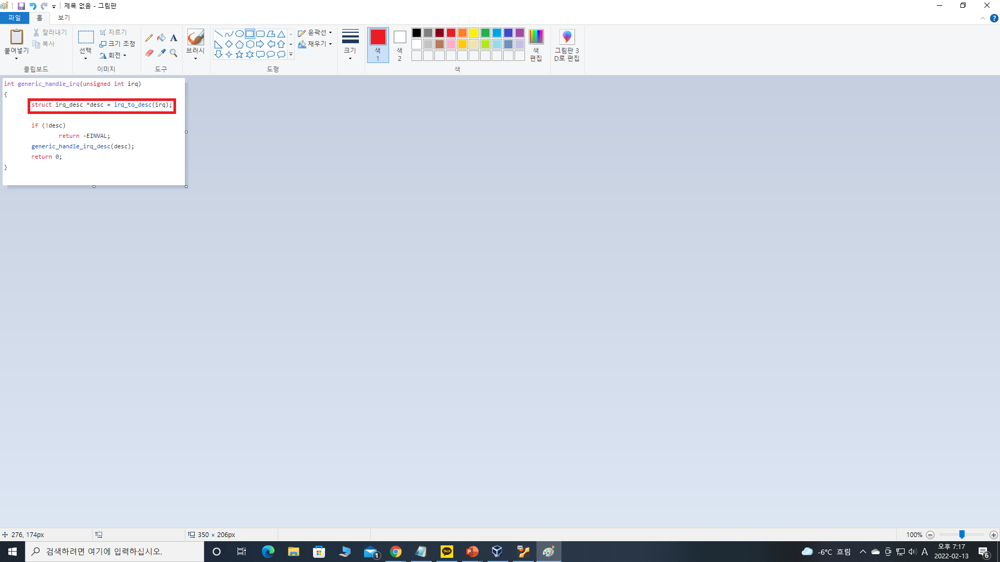 제목 없음 - 그림판
파일 홈 보기
붙여넣기 잘라내기 복사 클립보드
선택 자르기 크기 조정 회전 이미지
A
도구
브러시
윤곽선 채우기 도형
크기
색 1
색 2
색 편집
색
그림판 3D로 편집
int generic_handle_irq(unsigned int irq)
{
struct irq_desc *desc = irq_to_desc(irq);
if (!desc)
return -EINVAL;
generic_handle_irq_desc(desc);
return 0;
}
276, 174px 350 × 206px 100%
검색하려면 여기에 입력하십시오.
1
TALK
P
-6°C 흐림
A
오후 7:17
2022-02-13
6